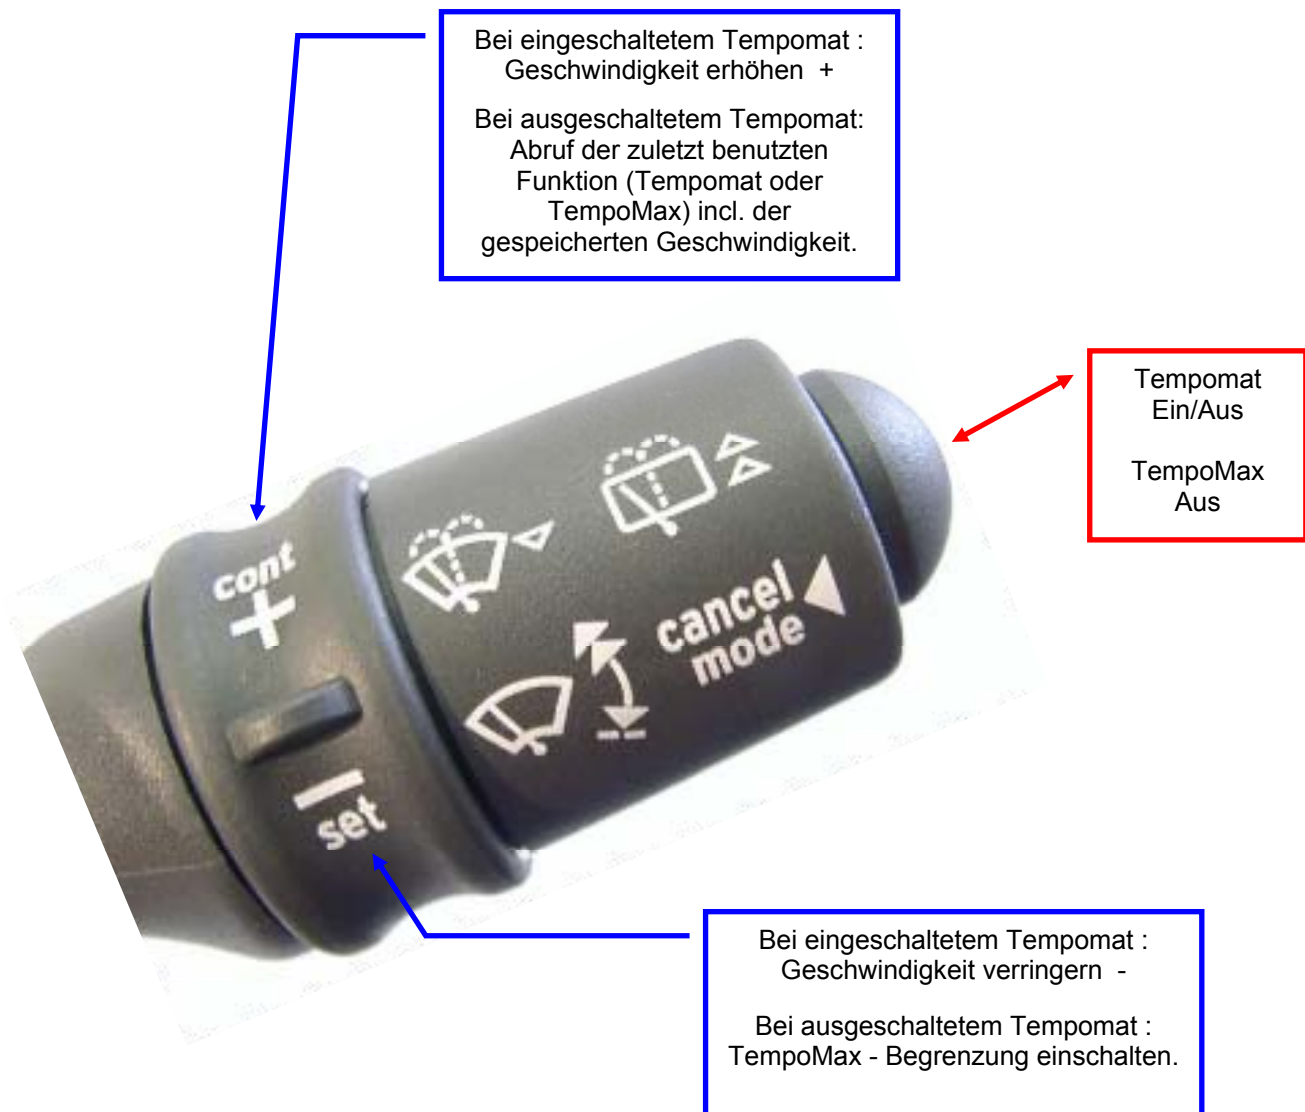 Bei eingeschaltetem Tempomat :
Geschwindigkeit erhöhen +
Bei ausgeschaltetem Tempomat:
Abruf der zuletzt benutzten
Funktion (Tempomat oder
TempoMax) incl. der
gespeicherten Geschwindigkeit.
Tempomat
Ein/Aus
TempoMax
Aus
cont
+
cancel
mode
set
Bei eingeschaltetem Tempomat :
Geschwindigkeit verringern -
Bei ausgeschaltetem Tempomat :
TempoMax - Begrenzung einschalten.